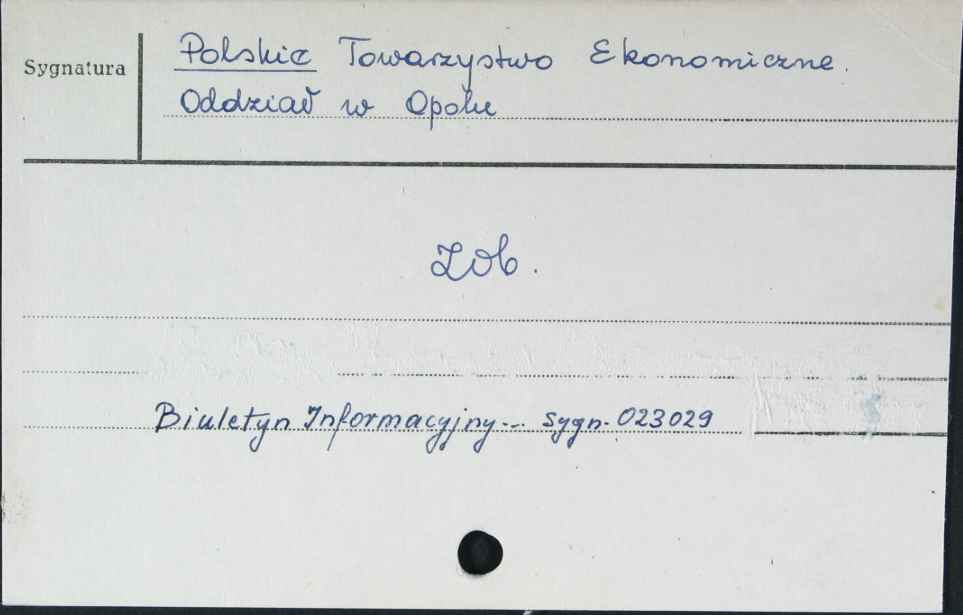 Sygnatura
Polskie Towarzystwo Ekonomiczne.
Oddział w Opolu
Zob.
Biuletyn Informacyjny... sygn. 023029